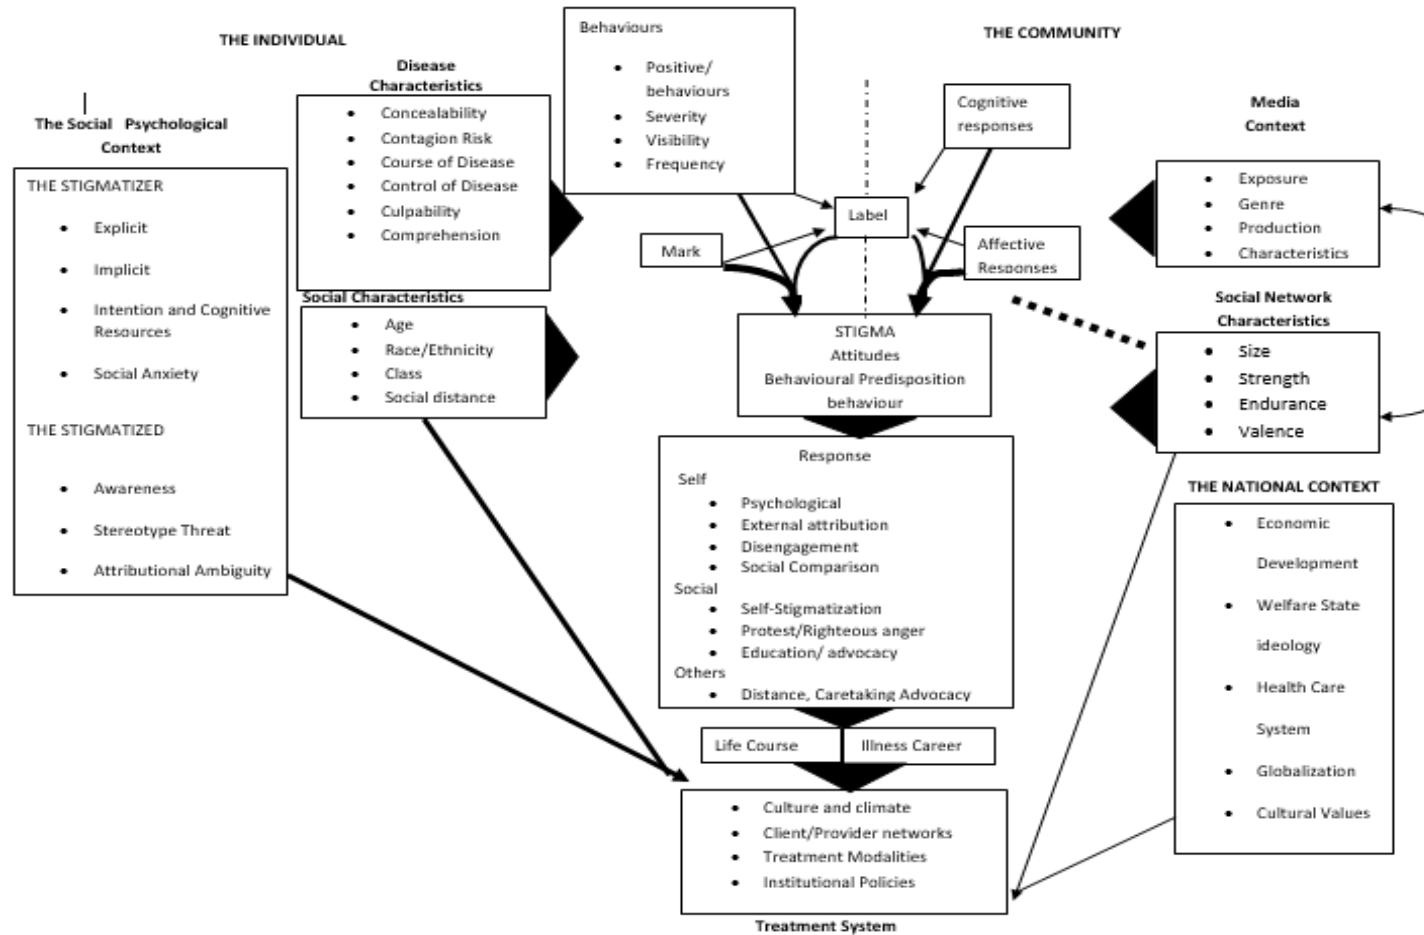 THE INDIVIDUAL
The Social Psychological
Context
THE STIGMATIZER
• Explicit
• Implicit
• Intention and Cognitive
Resources
• Social Anxiety
THE STIGMATIZED
• Awareness
• Stereotype Threat
• Attributional Ambiguity
Disease
Characteristics
• Concealability
• Contagion Risk
• Course of Disease
• Control of Disease
• Culpability
• Comprehension
Social Characteristics
• Age
• Race/Ethnicity
• Class
• Social distance
Behaviours
• Positive/
behaviours
• Severity
• Visibility
• Frequency
Mark
Label
THE COMMUNITY
Cognitive
responses
Affective
Responses
STIGMA
Attitudes
Behavioural Predisposition
behaviour
Response
Self
• Psychological
• External attribution
• Disengagement
• Social Comparison
Social
• Self-Stigmatization
• Protest/Righteous anger
• Education/ advocacy
Others
• Distance, Caretaking Advocacy
Life Course
Illness Career
• Culture and climate
• Client/Provider networks
• Treatment Modalities
• Institutional Policies
Treatment System
Media
Context
• Exposure
• Genre
• Production
• Characteristics
Social Network
Characteristics
• Size
• Strength
• Endurance
• Valence
THE NATIONAL CONTEXT
• Economic
Development
• Welfare State
ideology
• Health Care
System
• Globalization
• Cultural Values